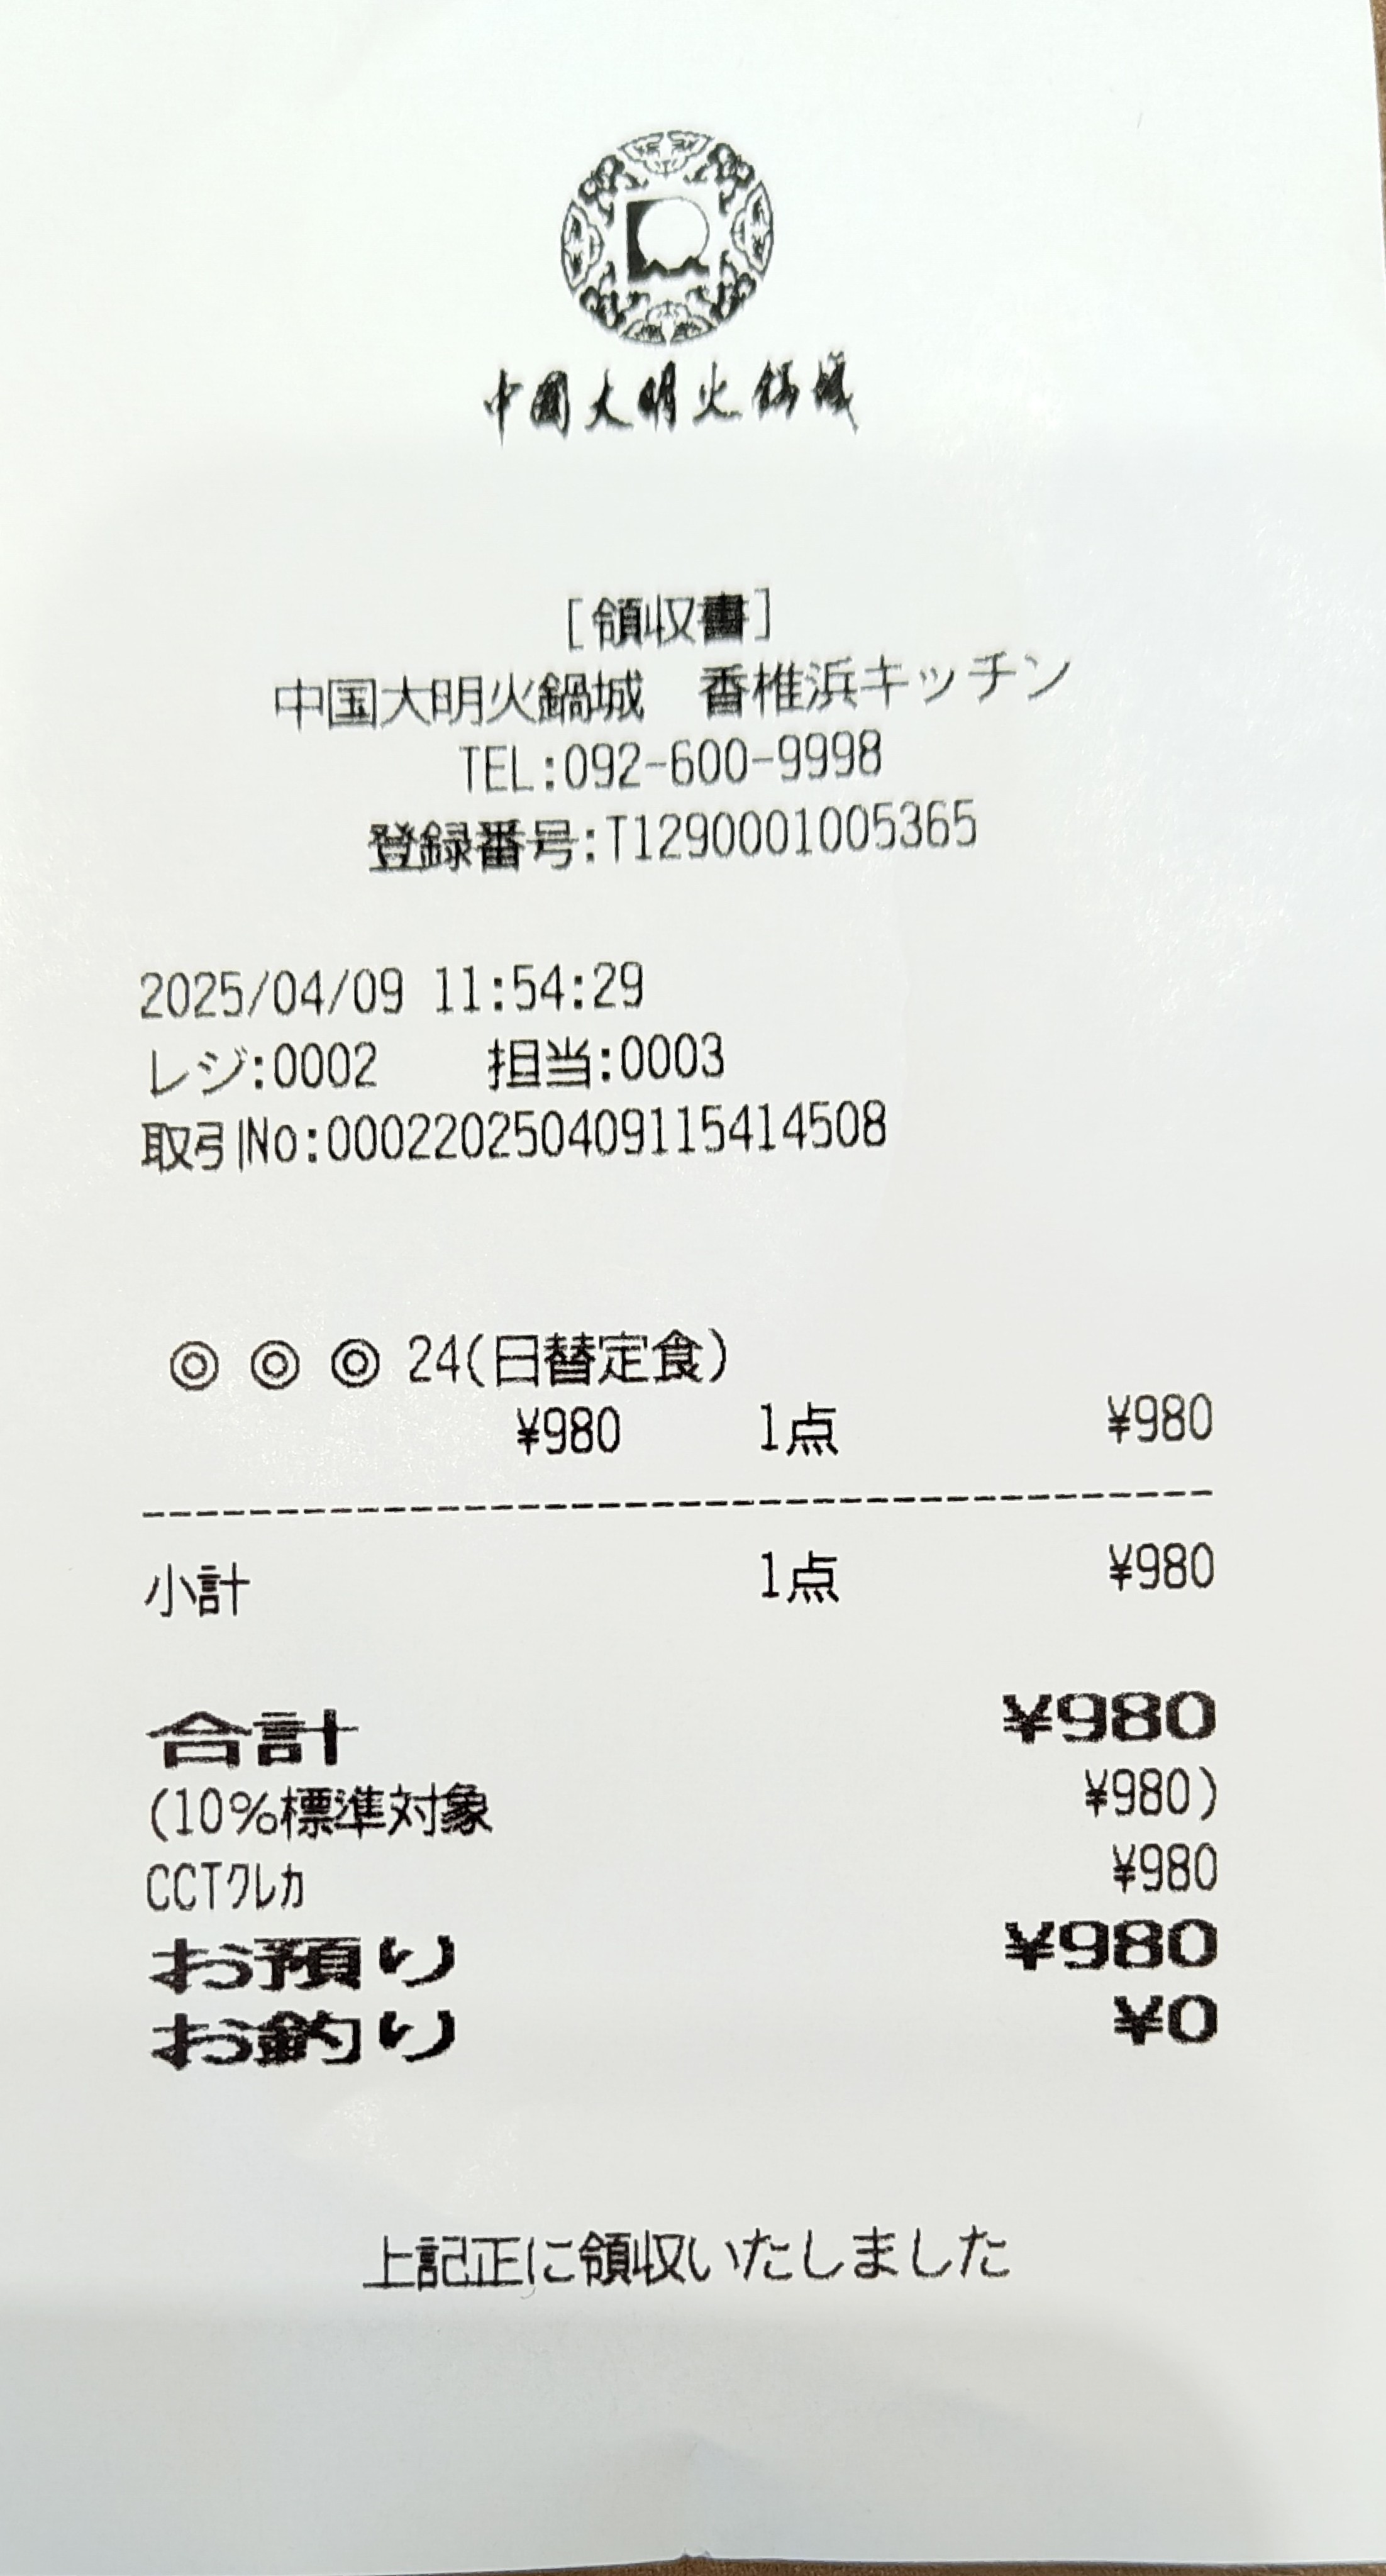 中國大明火鍋城
[領収書]
中国大明火鍋城　香椎浜キッチン
TEL:092-600-9998
登録番号:T1290001005365
2025/04/09 11:54:29
レジ:0002 担当:0003
取引No:000220250409115414508
◎ ◎ ◎ 24(日替定食)
¥980 1点 ¥980
小計 1点 ¥980
合計 ¥980
(10%標準対象 ¥980)
CCTクレカ ¥980
お預り ¥980
お釣り ¥0
上記正に領収いたしました